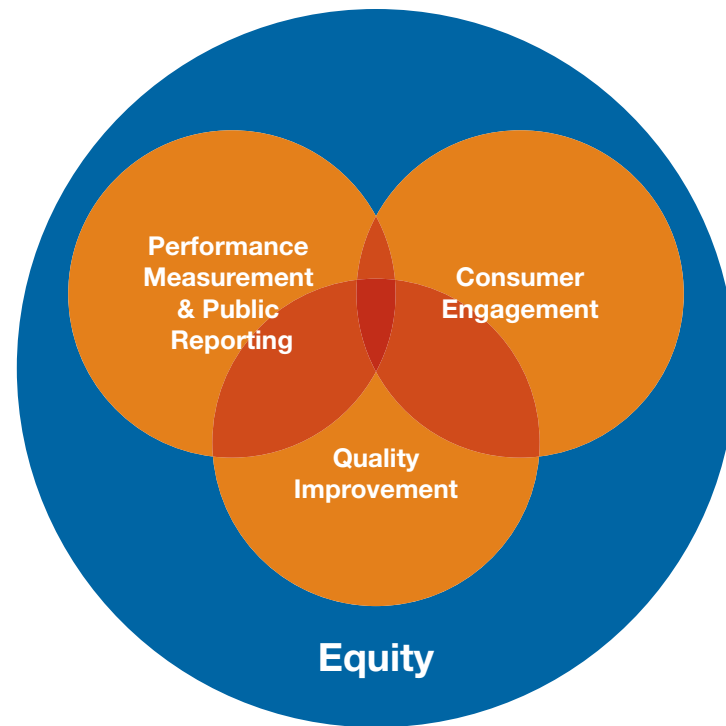 Performance
Measurement
& Public
Reporting
Consumer
Engagement
Quality
Improvement
Equity